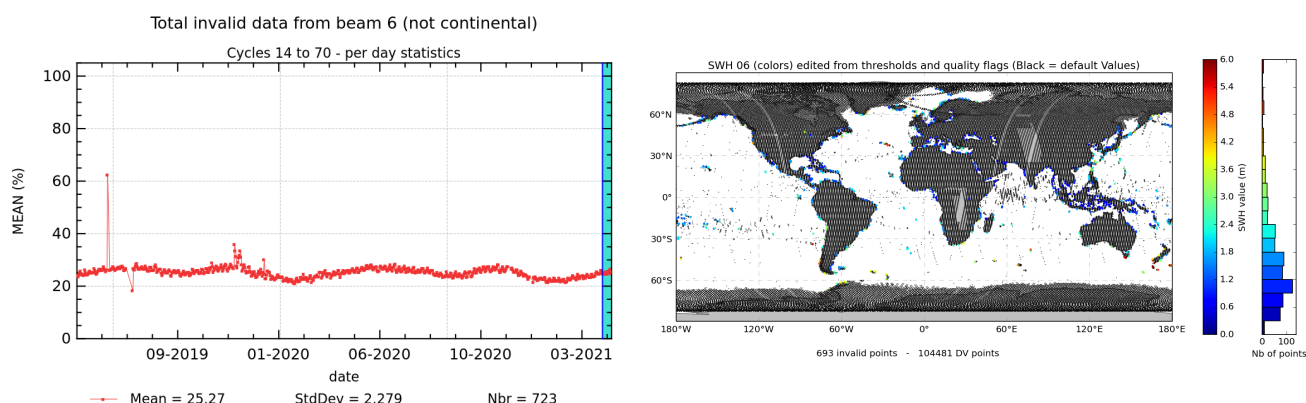 Total invalid data from beam 6 (not continental)
Cycles 14 to 70 - per day statistics
MEAN (%)
100
80
60
40
20
0
09-2019 01-2020 06-2020 10-2020 03-2021
date
Mean = 25.27 StdDev = 2.279 Nbr = 723
SWH 06 (colors) edited from thresholds and quality flags (Black = default Values)
60°N
30°N
0°
30°S
60°S
180°W 120°W 60°W 0° 60°E 120°E 180°E
693 invalid points - 104481 DV points
6.0
5.4
4.8
4.2
3.6
3.0
2.4
1.8
1.2
0.6
0.0
SWH value (m)
0 100
Nb of points